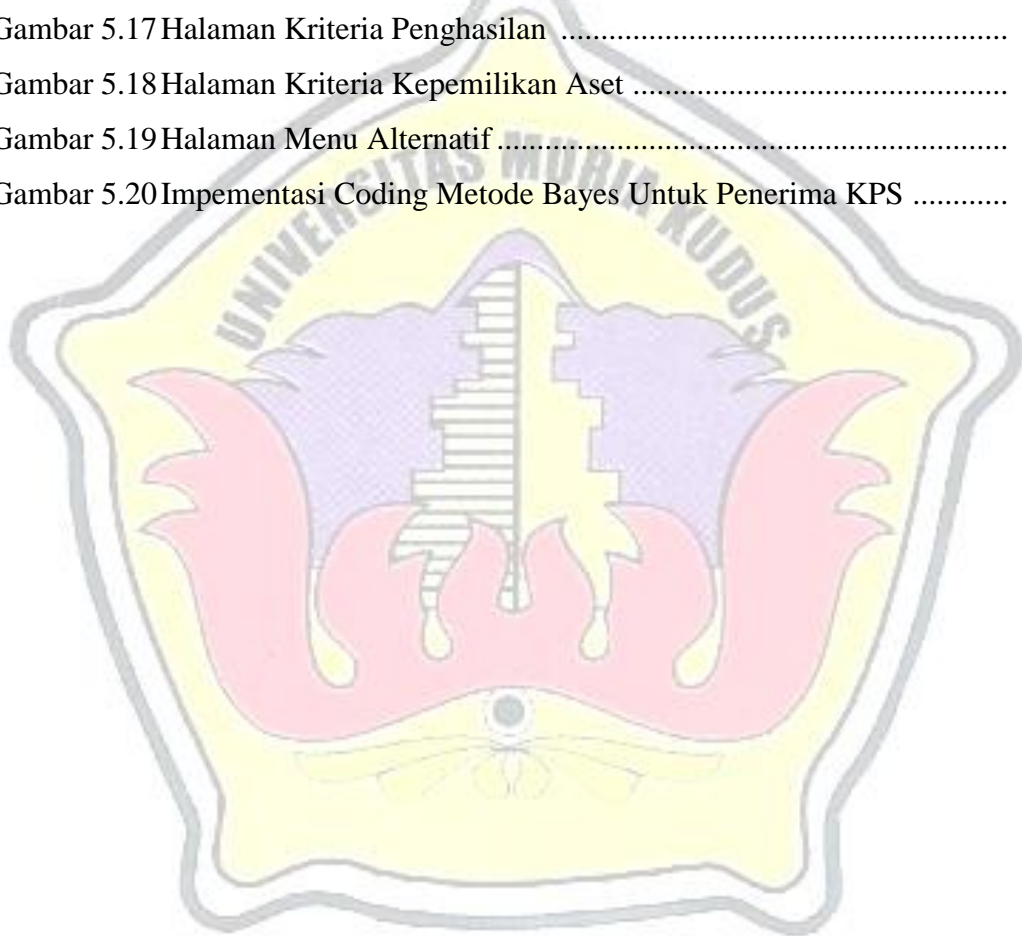 Gambar 5.17 Halaman Kriteria Penghasilan ......................................................
Gambar 5.18 Halaman Kriteria Kepemilikan Aset .............................................
Gambar 5.19 Halaman Menu Alternatif .............................................................
Gambar 5.20 Impementasi Coding Metode Bayes Untuk Penerima KPS ............
UNIVERSITAS MURIA KUDUS